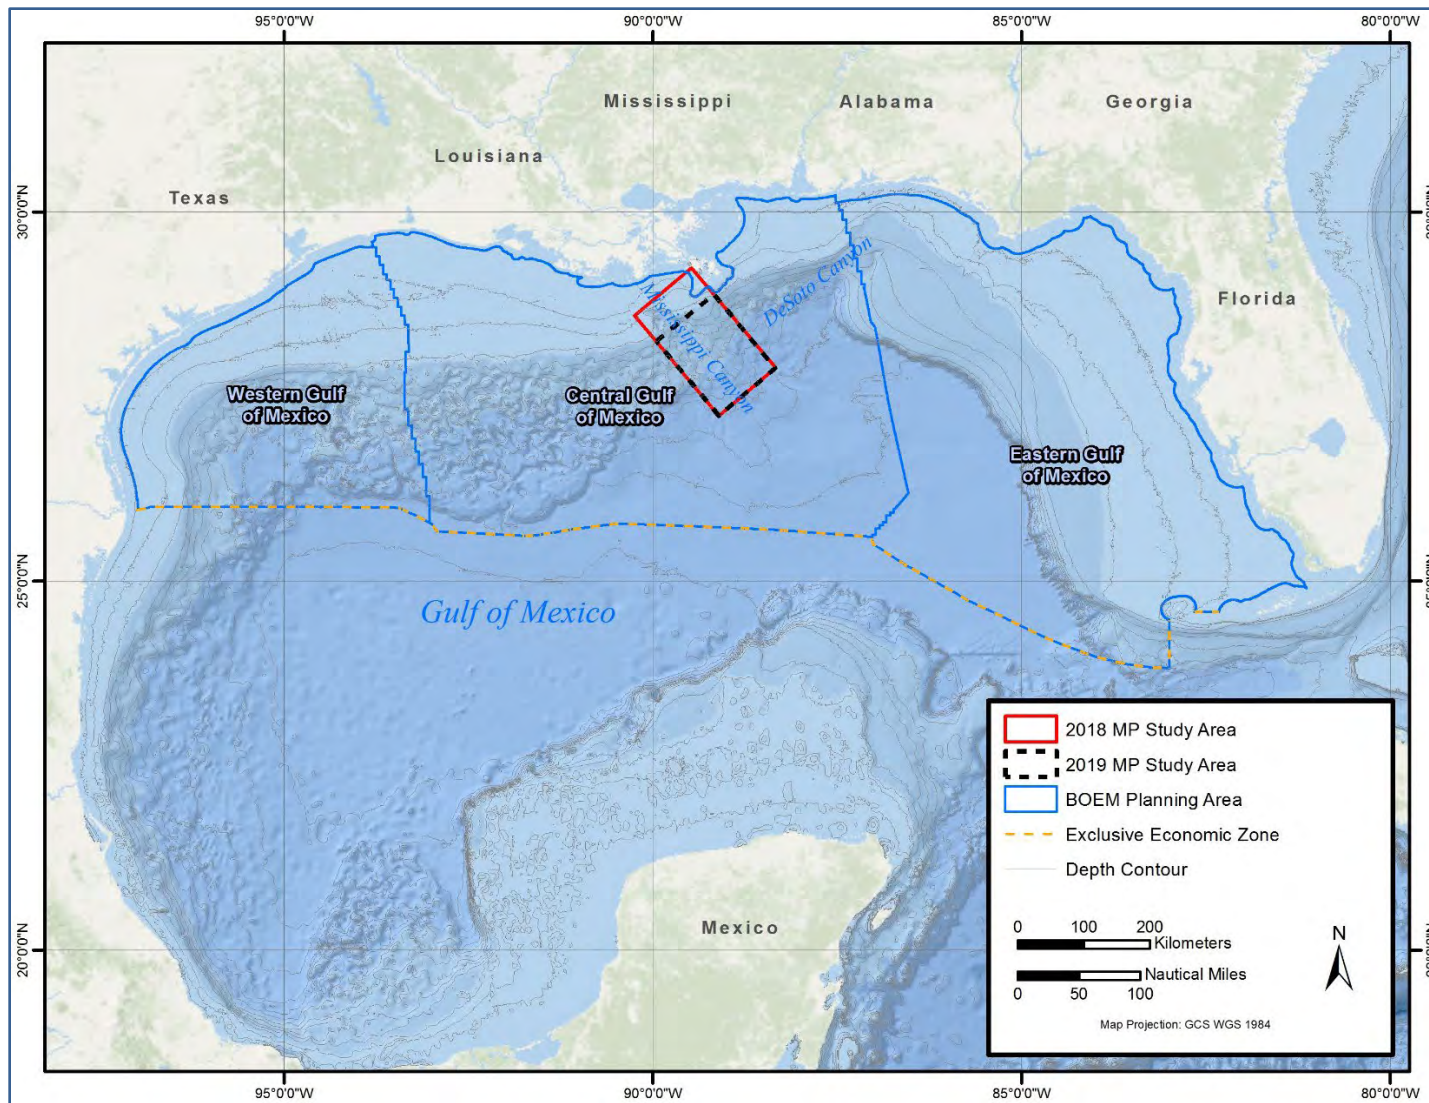 95°0'0"W
90°0'0"W
85°0'0"W
80°0'0"W
Mississippi
Alabama
Georgia
Louisiana
Texas
30°0'0"N
DeSoto Canyon
Florida
Mississippi Canyon
Western Gulf
of Mexico
Central Gulf
of Mexico
Eastern Gulf
of Mexico
25°0'0"N
Gulf of Mexico
2018 MP Study Area
2019 MP Study Area
BOEM Planning Area
Exclusive Economic Zone
Depth Contour
Mexico
0 100 200
Kilometers
N
Nautical Miles
0 50 100
Map Projection: GCS WGS 1984
20°0'0"N
95°0'0"W
90°0'0"W
85°0'0"W
80°0'0"W